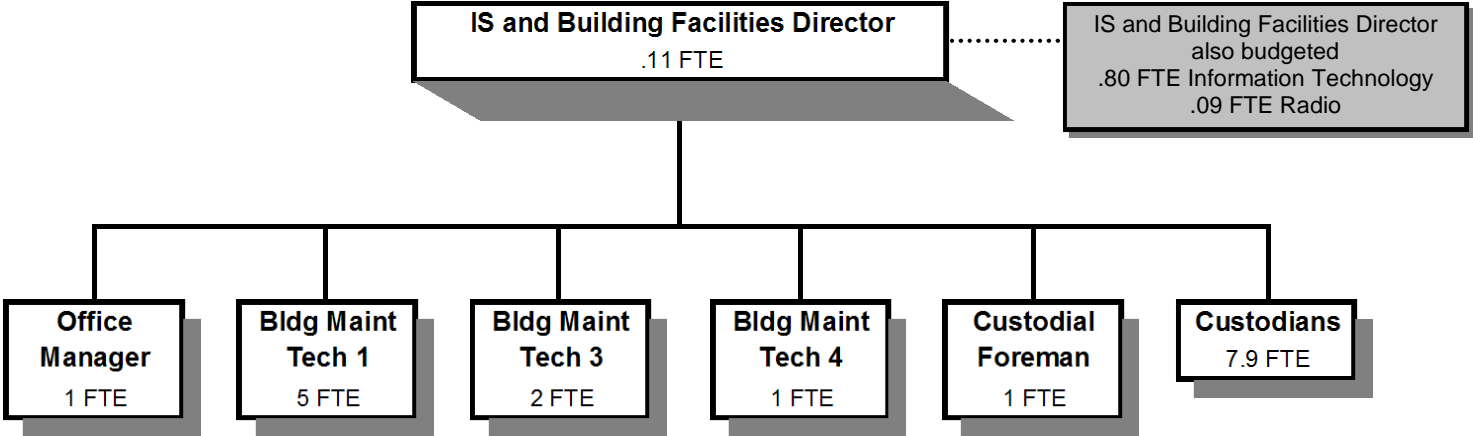 IS and Building Facilities Director
.11 FTE
IS and Building Facilities Director
also budgeted
.80 FTE Information Technology
.09 FTE Radio
Office
Manager
1 FTE
Bldg Maint
Tech 1
5 FTE
Bldg Maint
Tech 3
2 FTE
Bldg Maint
Tech 4
1 FTE
Custodial
Foreman
1 FTE
Custodians
7.9 FTE